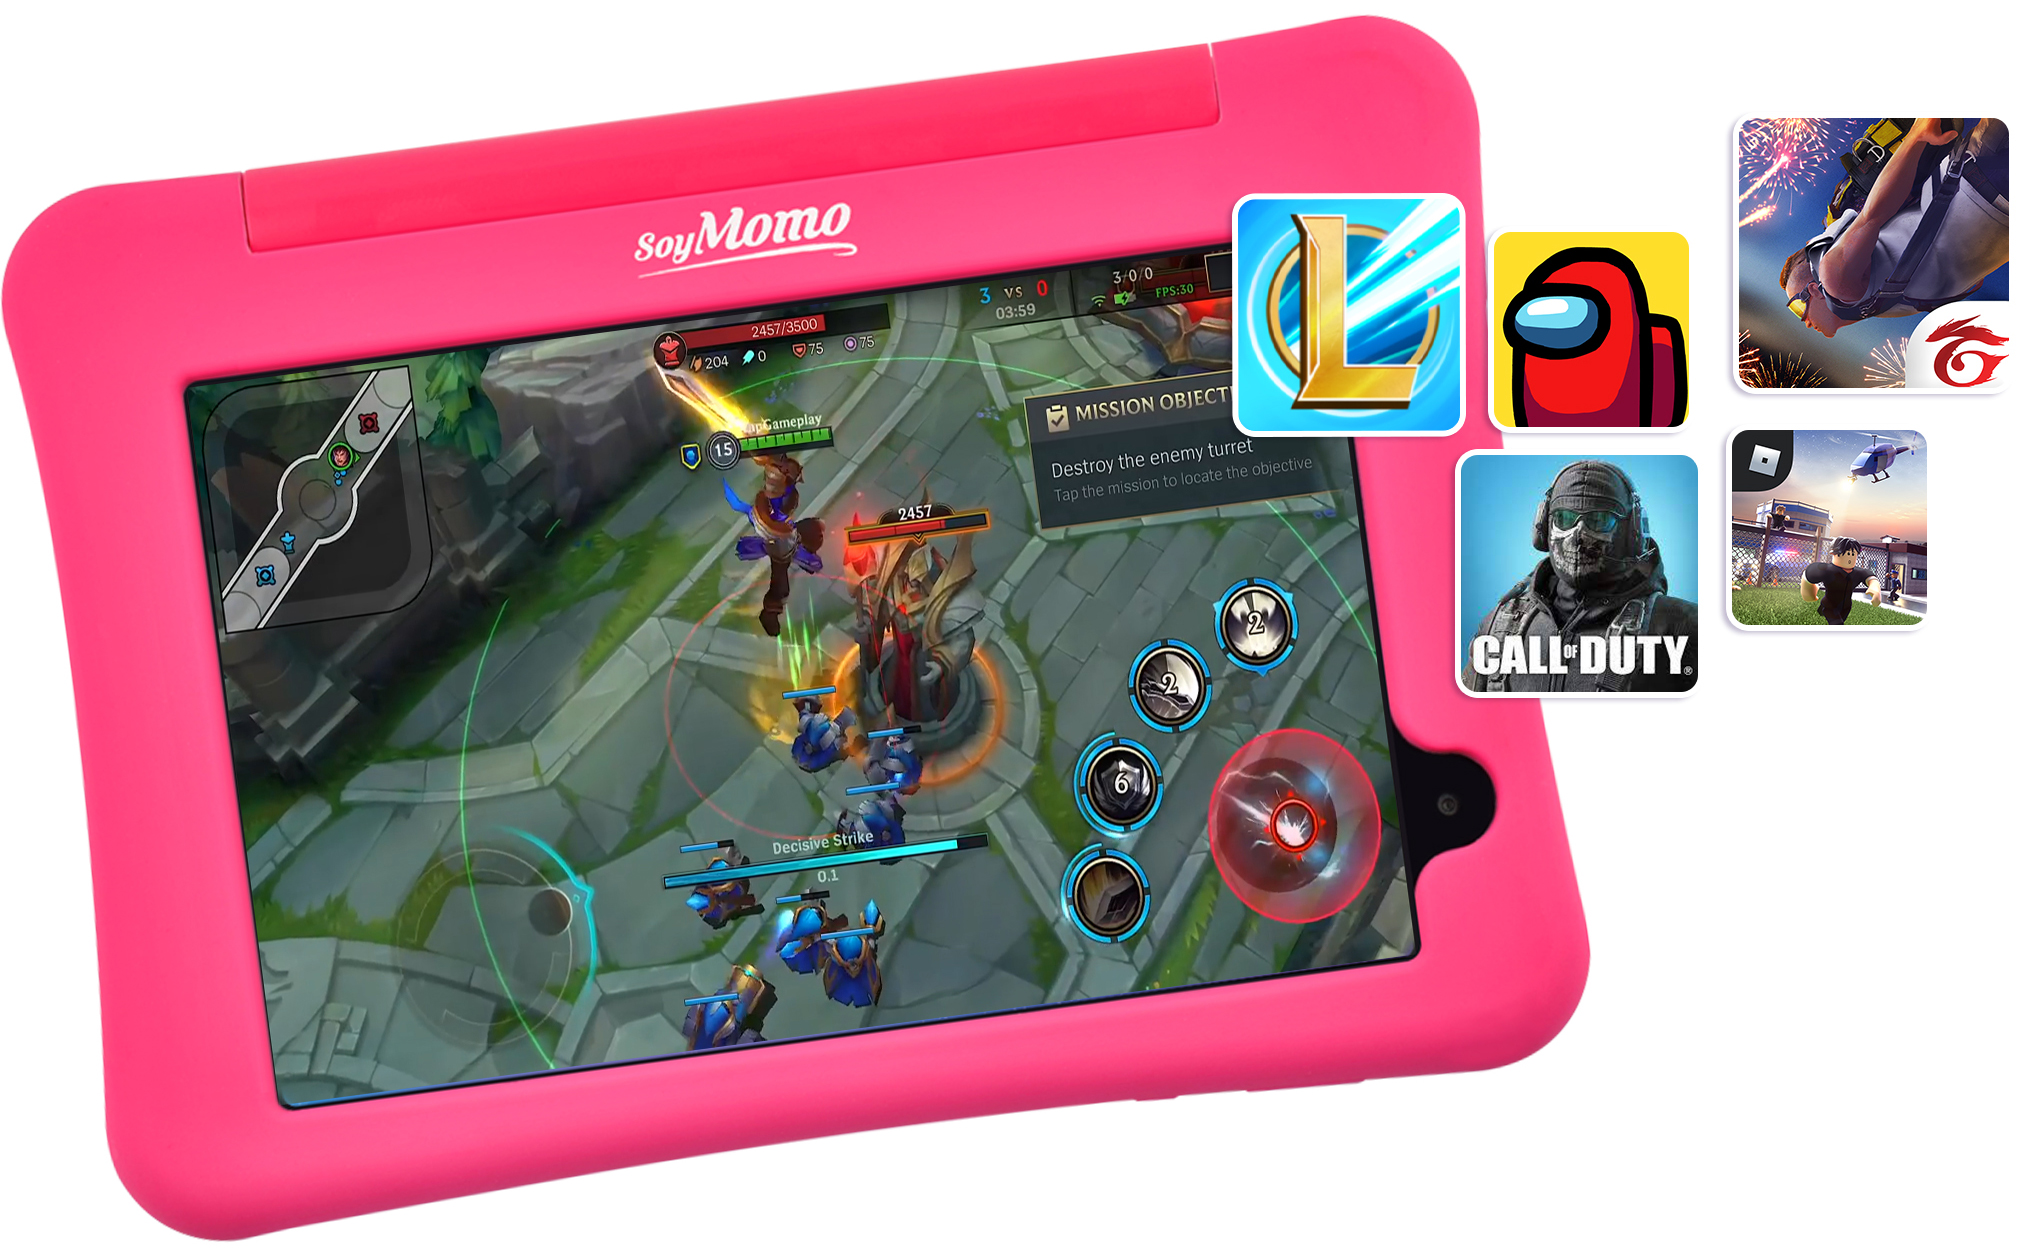 SoyMomo
3 VS 0
03:59
3/0/0
FPS:30
2457/3500
204 0 75 75
15
MISSION OBJECT
Destroy the enemy turret
Tap the mission to locate the objective
2457
2
2
6
Decisive Strike
0.1
CALL OF DUTY®